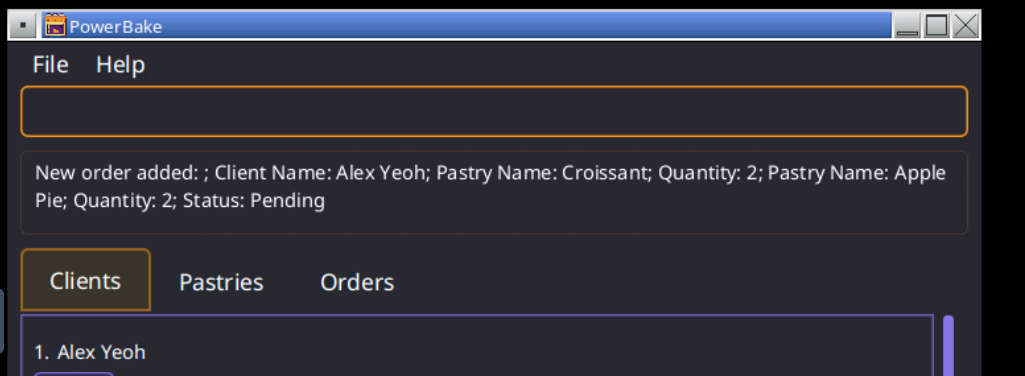 PowerBake
File Help
New order added: ; Client Name: Alex Yeoh; Pastry Name: Croissant; Quantity: 2; Pastry Name: Apple
Pie; Quantity: 2; Status: Pending
Clients Pastries Orders
1. Alex Yeoh